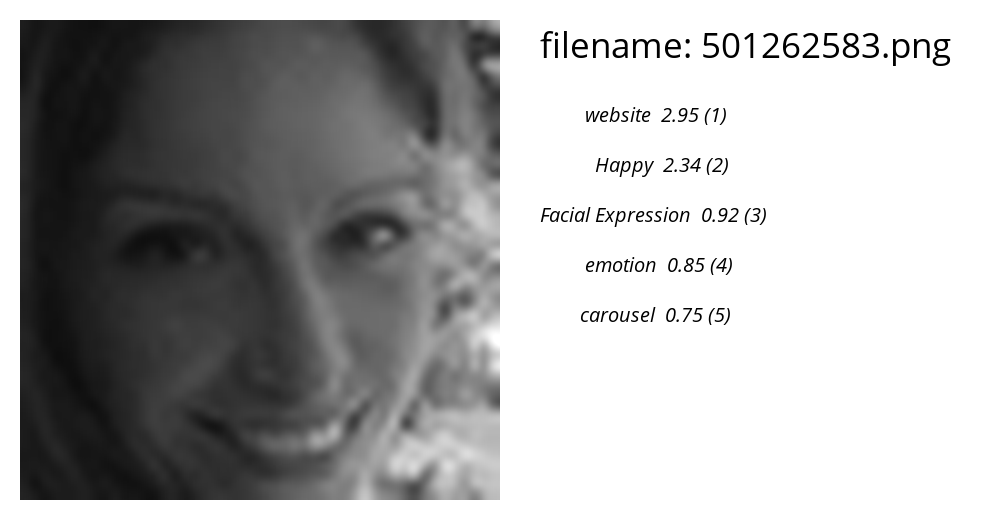 filename: 501262583.png
website 2.95 (1)
Happy 2.34 (2)
Facial Expression 0.92 (3)
emotion 0.85 (4)
carousel 0.75 (5)